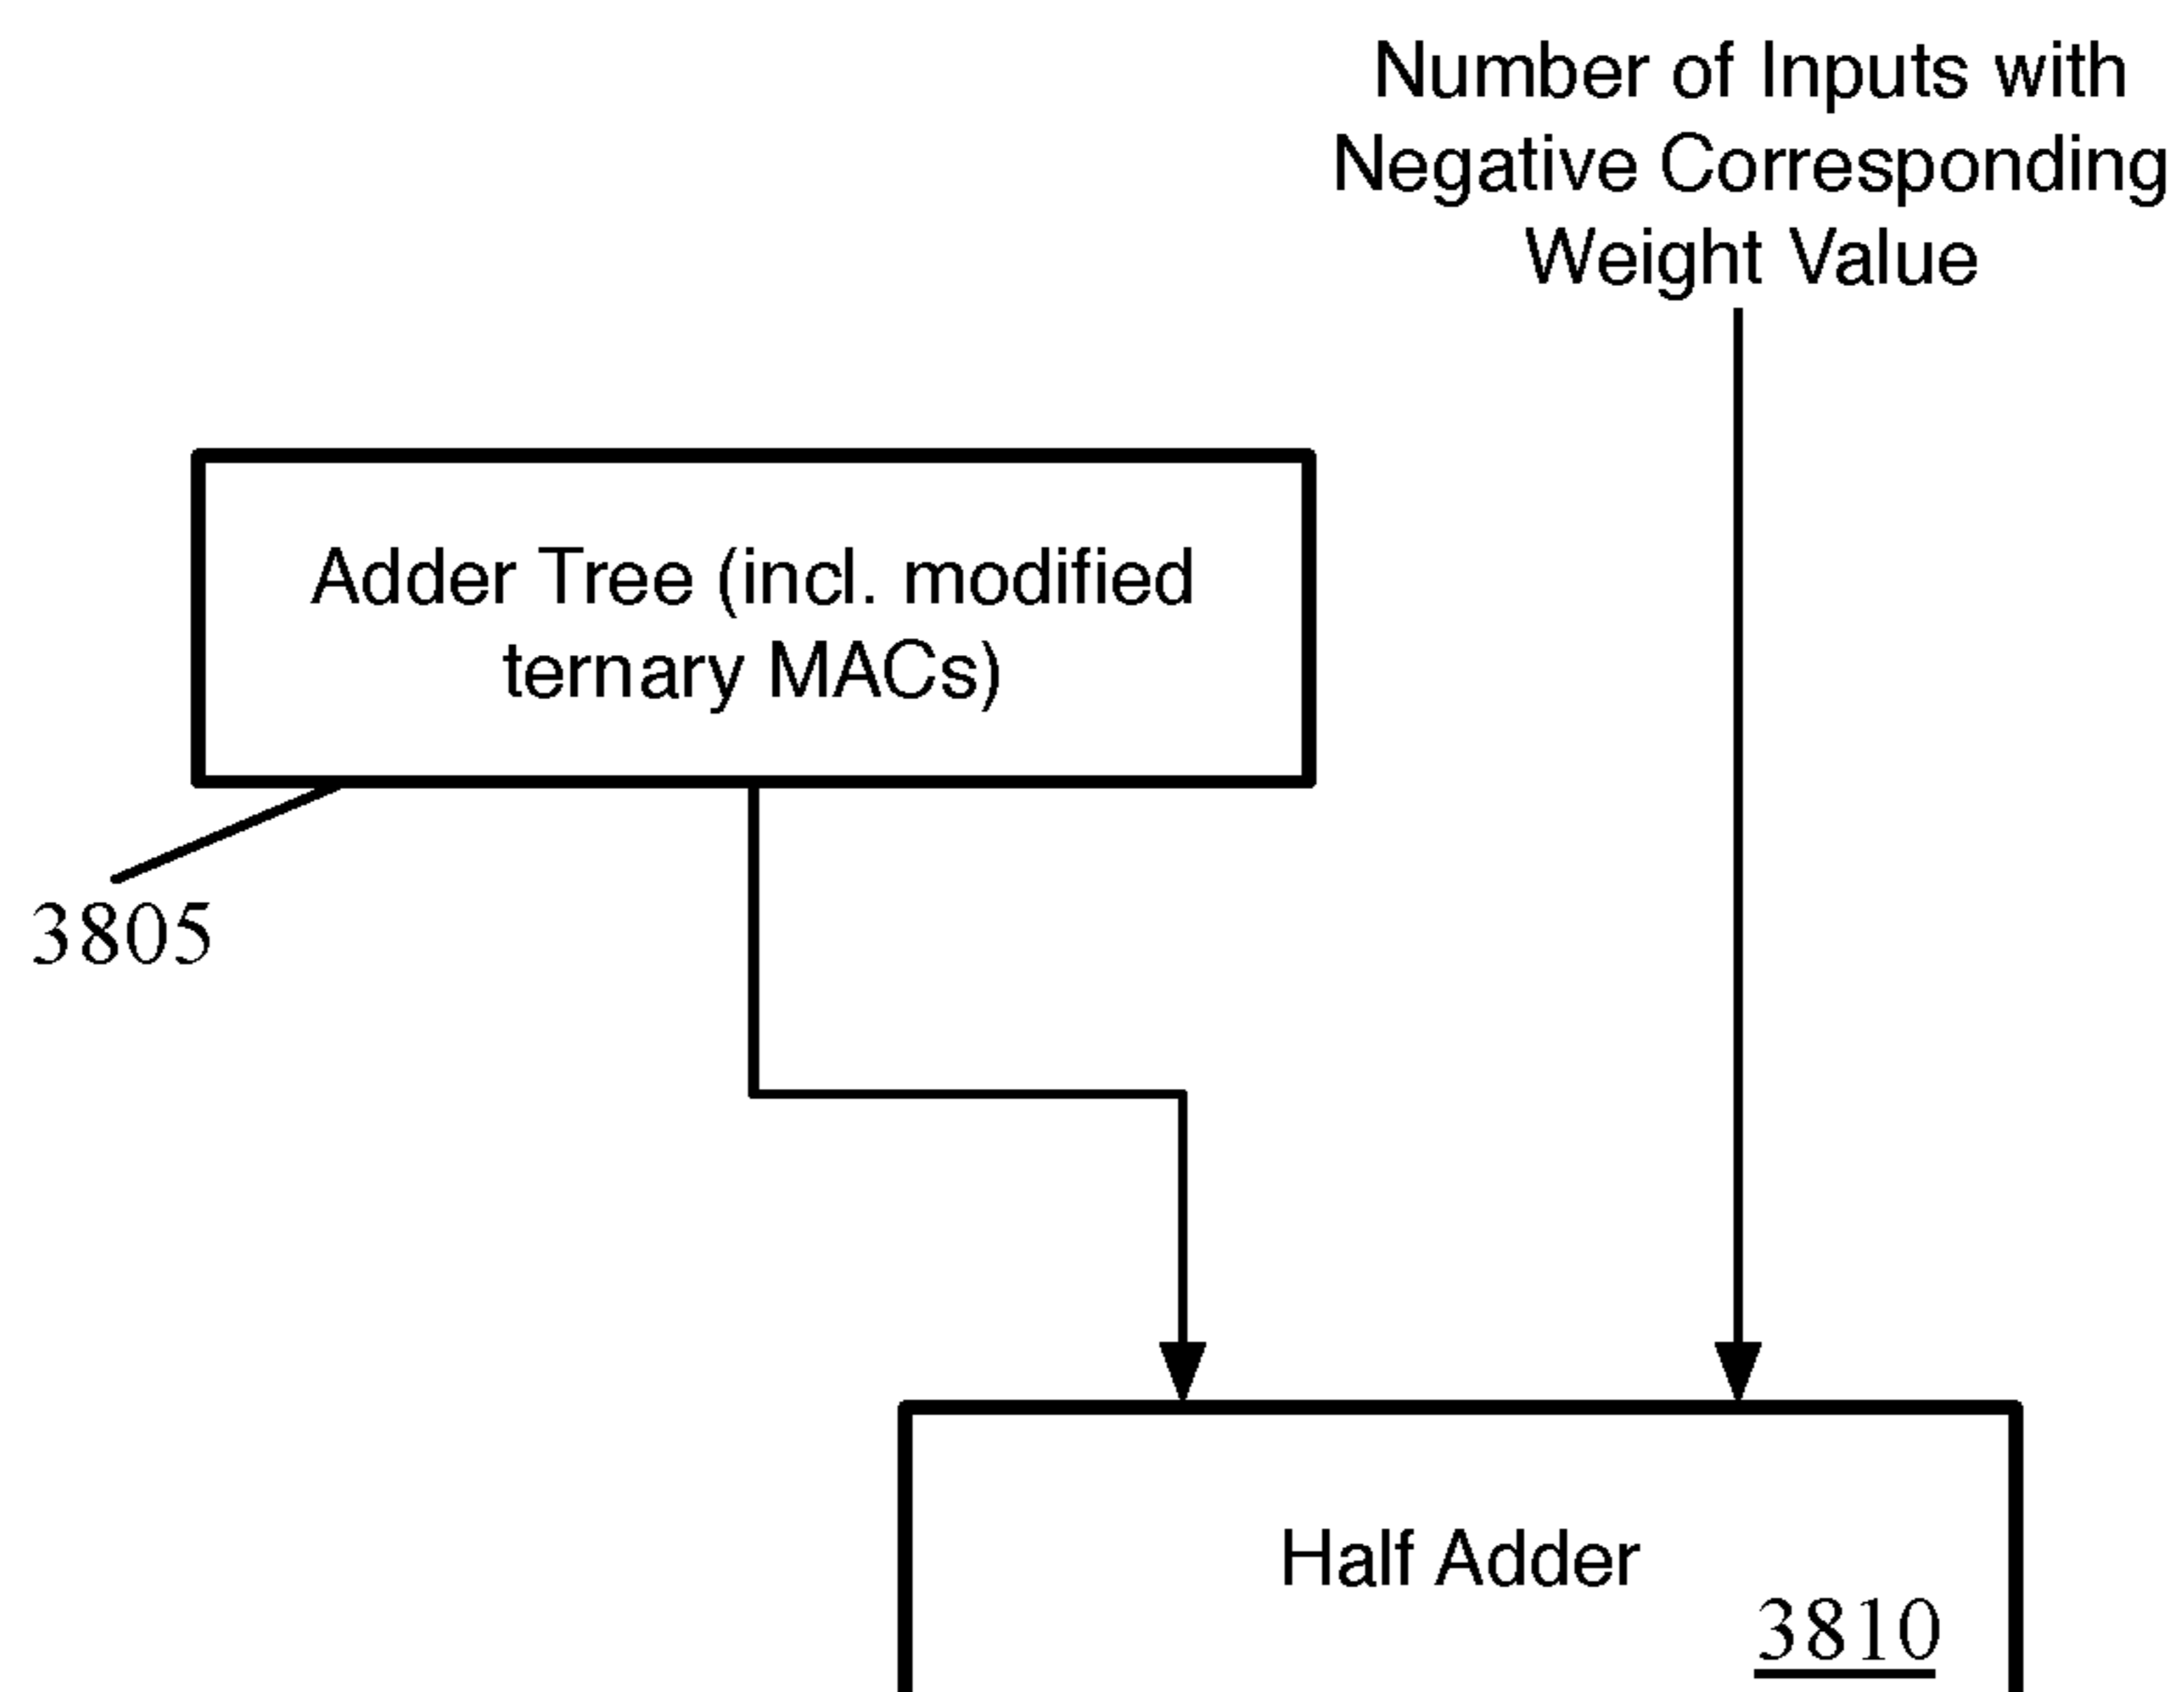 Number of Inputs with
Negative Corresponding
Weight Value
Adder Tree (incl. modified
ternary MACs)
3805
Half Adder
3810